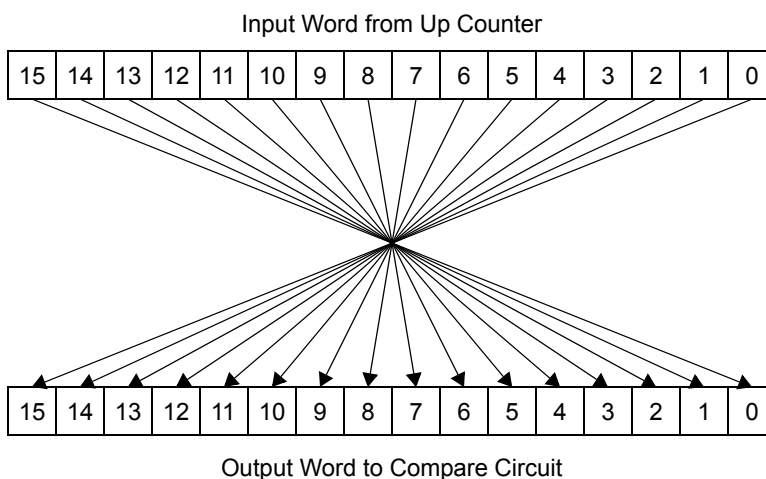 Input Word from Up Counter
15 14 13 12 11 10 9 8 7 6 5 4 3 2 1 0
15 14 13 12 11 10 9 8 7 6 5 4 3 2 1 0
Output Word to Compare Circuit